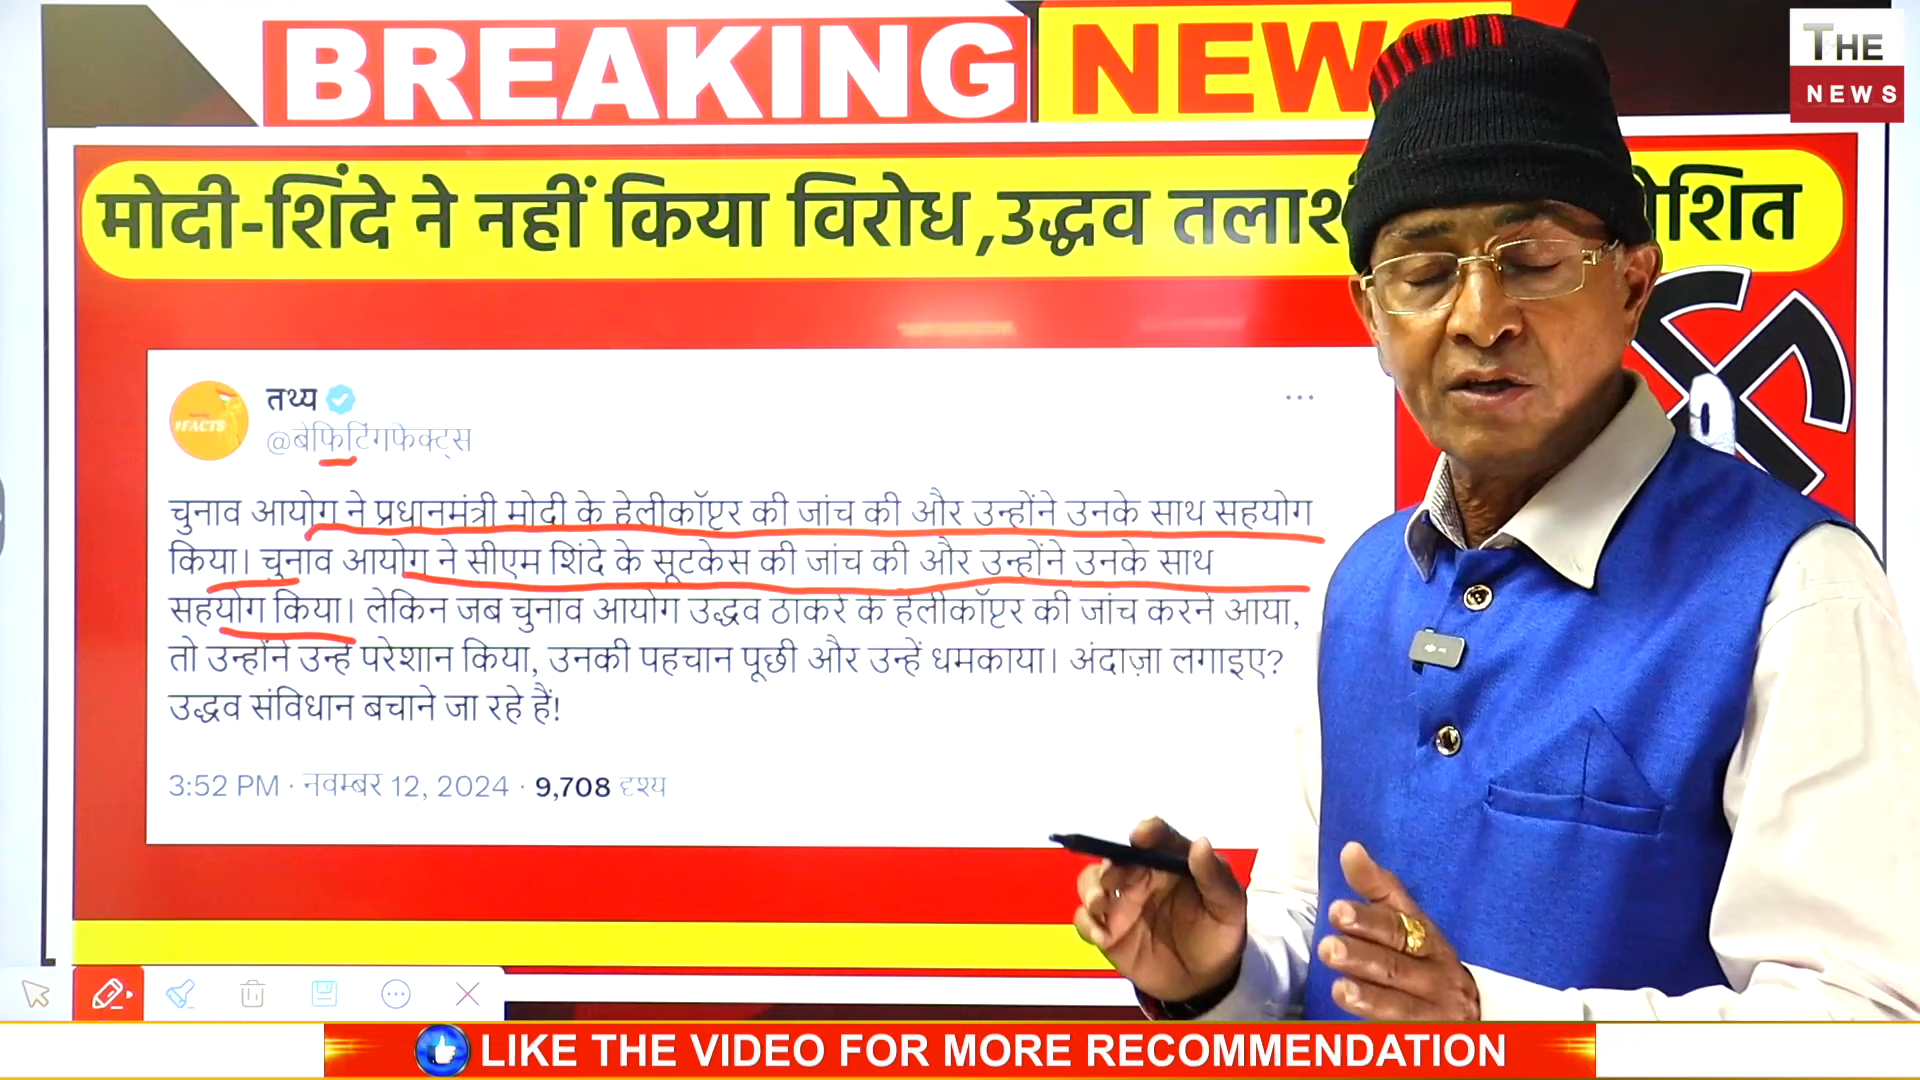 BREAKING NEWS
THE
NEWS
मोदी-शिंदे ने नहीं किया विरोध,उद्धव
तथ्य
#FACTS
@बेफिटिंगफेक्ट्स
चुनाव आयोग ने प्रधानमंत्री मोदी के हेलीकॉप्टर की जांच की और उन्होंने उनके साथ सहयोग
किया। चुनाव आयोग ने सीएम शिंदे के सूटकेस की जांच की और उन्होंने उनके साथ
सहयोग किया। लेकिन जब चुनाव आयोग उद्धव ठाकरे के हेलीकॉप्टर की जांच करने आया,
तो उन्होंने उन्हें परेशान किया, उनकी पहचान पूछी और उन्हें धमकाया। अंदाज़ा लगाइए?
उद्धव संविधान बचाने जा रहे हैं!
3:52 PM · नवम्बर 12, 2024 · 9,708 दृश्य
LIKE THE VIDEO FOR MORE RECOMMENDATION